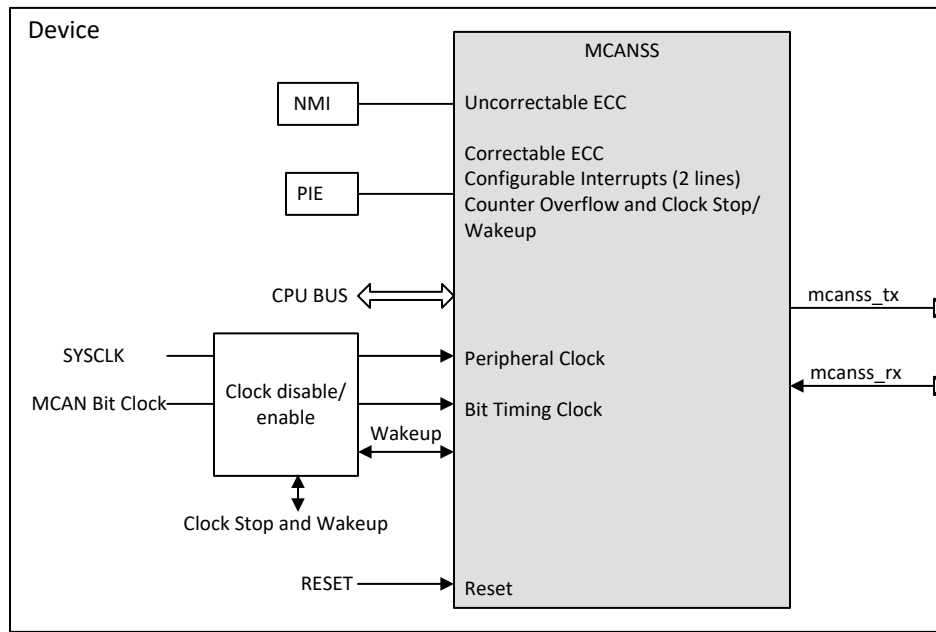 Device
MCANSS
NMI
Uncorrectable ECC
Correctable ECC
PIE
Configurable Interrupts (2 lines)
Counter Overflow and Clock Stop/
Wakeup
CPU BUS
mcanss_tx
SYSCLK
Peripheral Clock
mcanss_rx
MCAN Bit Clock
Clock disable/
enable
Bit Timing Clock
Wakeup
Clock Stop and Wakeup
RESET
Reset